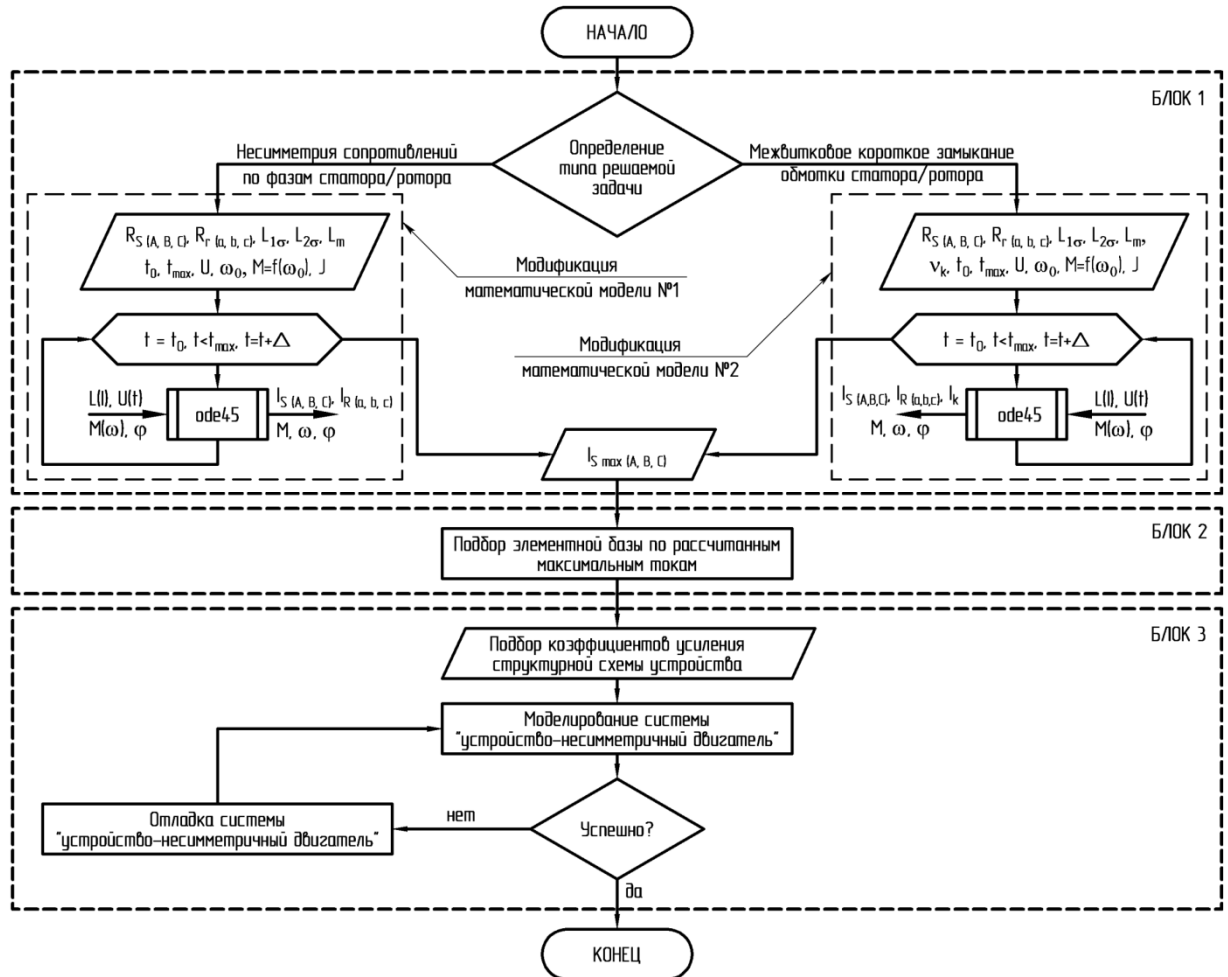 НАЧАЛО
БЛОК 1
Определение
типа решаемой
задачи
Несимметрия сопротивлений
по фазам статора/ротора
Межвитковое короткое замыкание
обмотки статора/ротора
R_S (A, B, C), R_r (a, b, c), L_1σ, L_2σ, L_m
t_0, t_max, U, ω_0, M=f(ω_0), J
Модификация
математической модели №1
R_S (A, B, C), R_r (a, b, c), L_1σ, L_2σ, L_m,
ν_k, t_0, t_max, U, ω_0, M=f(ω_0), J
t = t_0, t<t_max, t=t+Δ
Модификация
математической модели №2
t = t_0, t<t_max, t=t+Δ
L(I), U(t)
M(ω), φ
ode45
I_S (A, B, C), I_R (a, b, c)
M, ω, φ
I_S (A,B,C), I_R (a,b,c), I_k
M, ω, φ
ode45
L(I), U(t)
M(ω), φ
I_S max (A, B, C)
БЛОК 2
Подбор элементной базы по рассчитанным
максимальным токам
БЛОК 3
Подбор коэффициентов усиления
структурной схемы устройства
Моделирование системы
"устройство-несимметричный двигатель"
Отладка системы
"устройство-несимметричный двигатель"
нет
Успешно?
да
КОНЕЦ